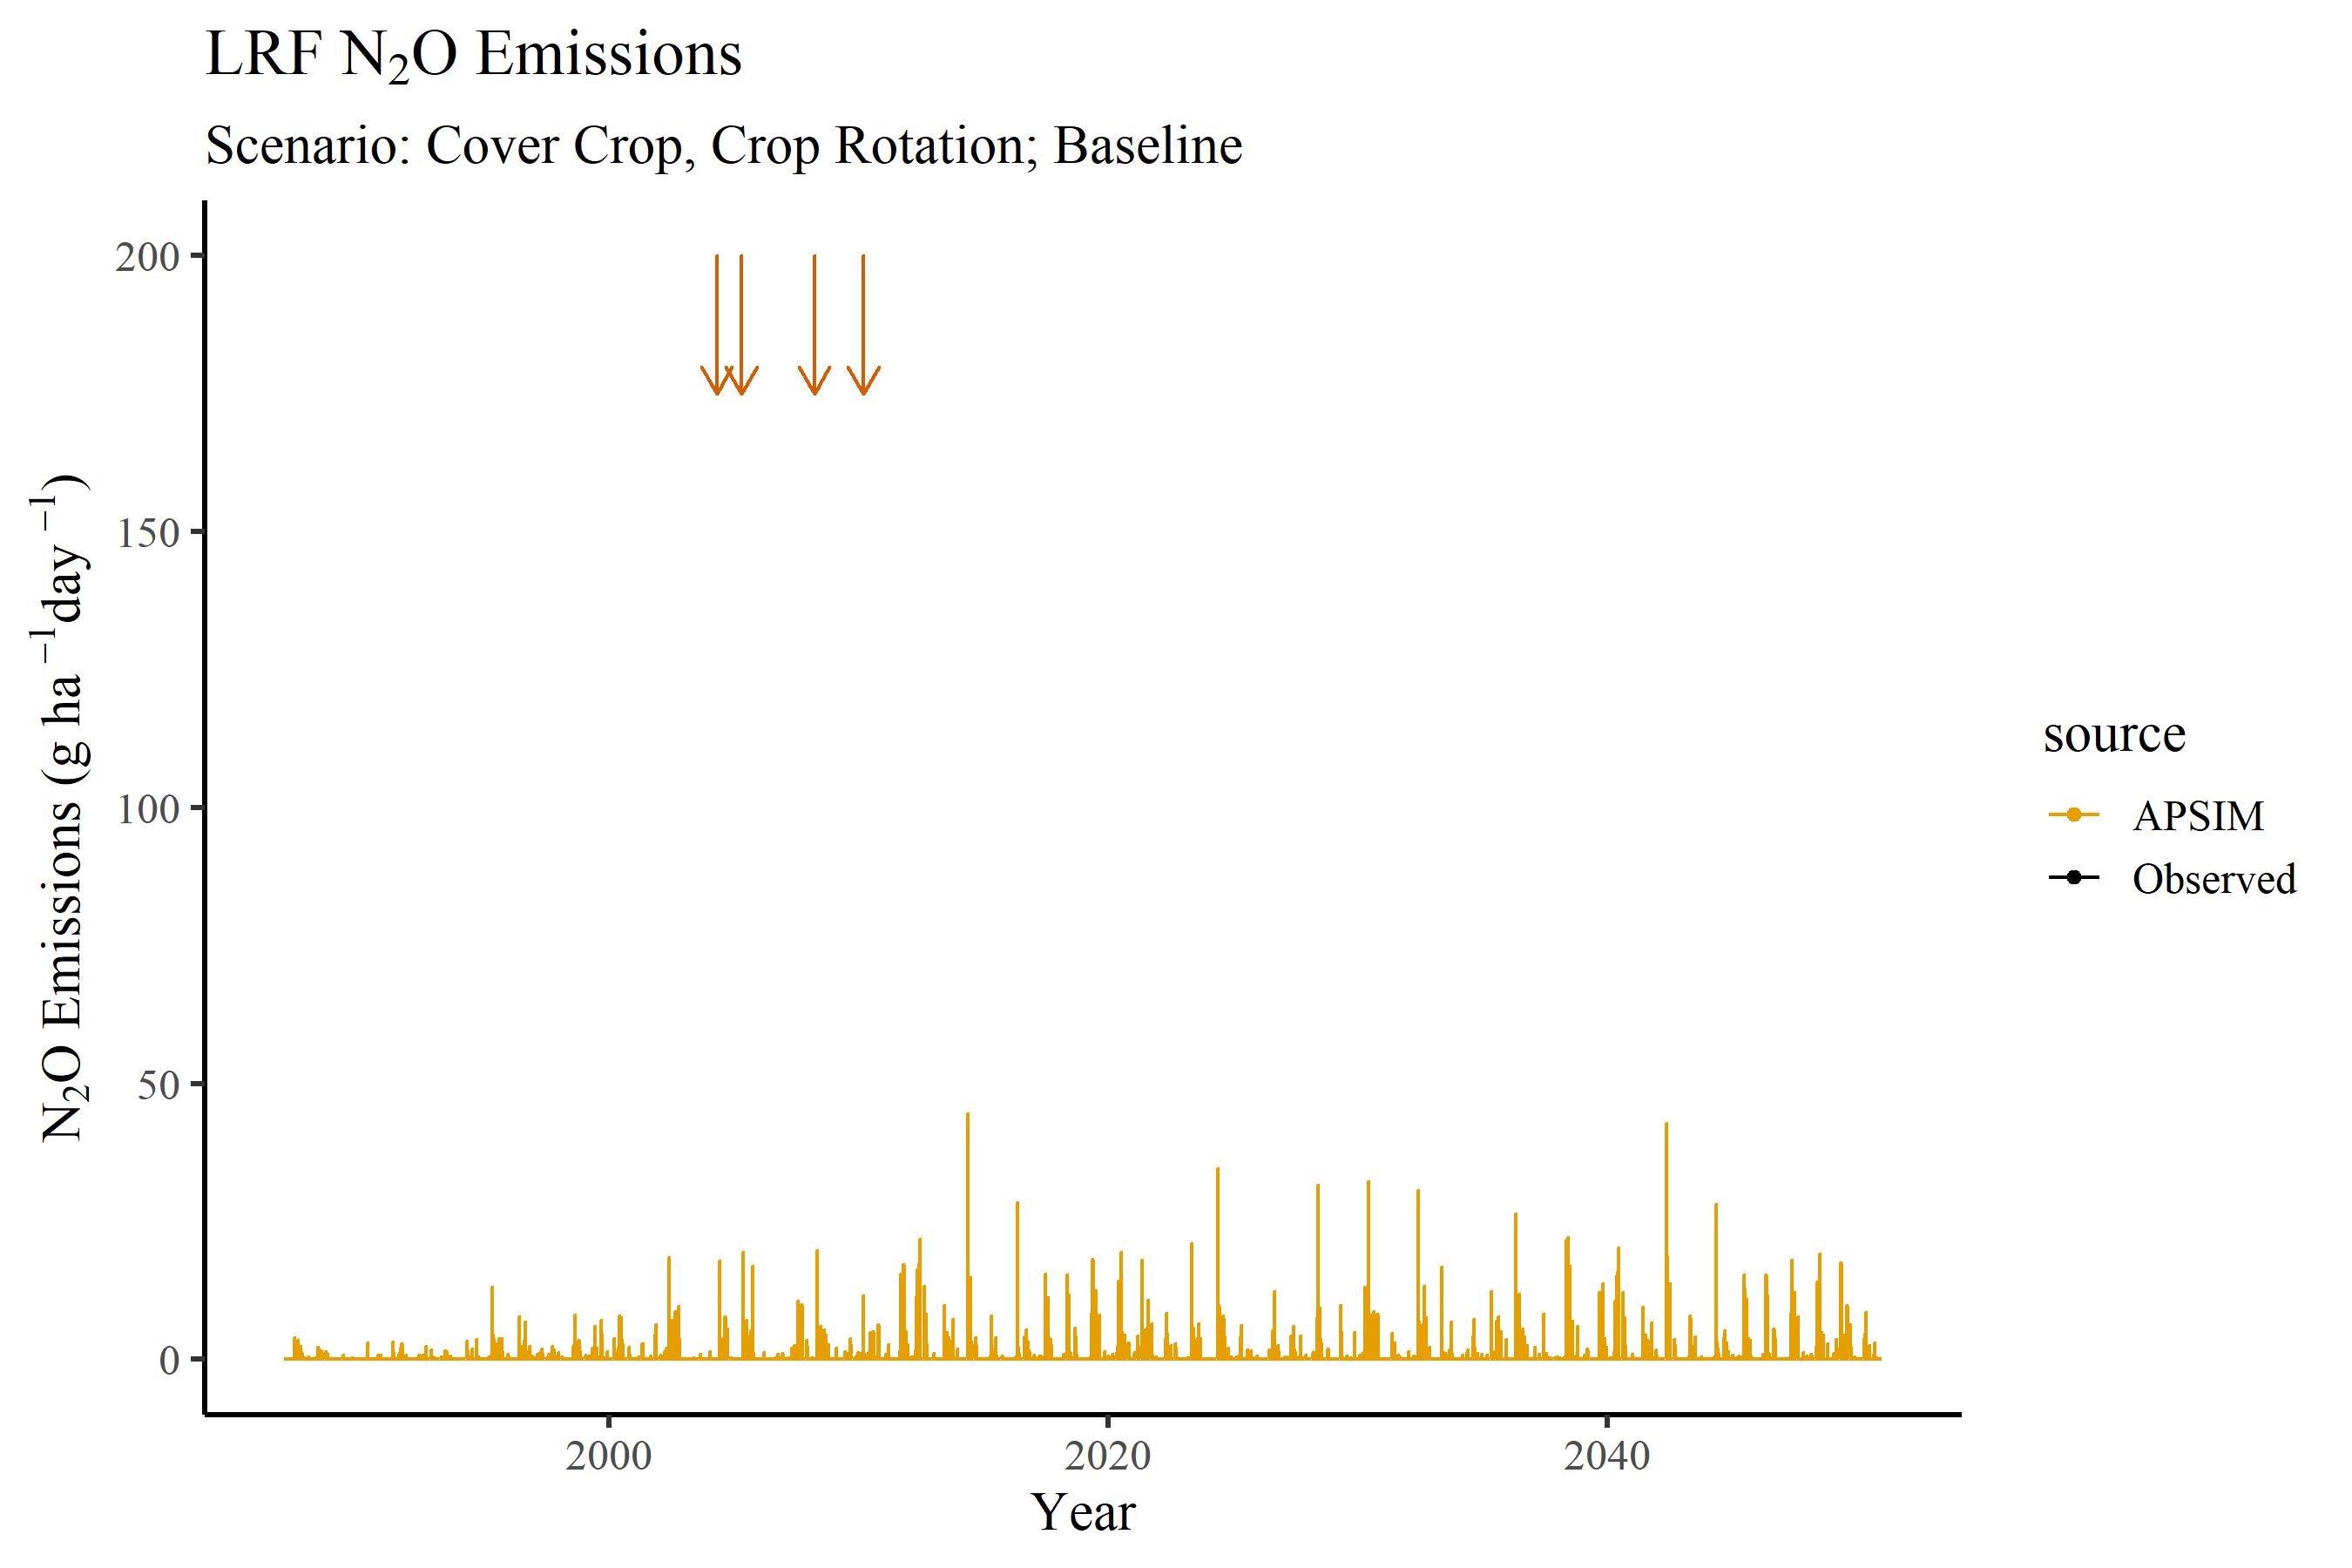 LRF N₂O Emissions
Scenario: Cover Crop, Crop Rotation; Baseline
N₂O Emissions (g ha ⁻¹day ⁻¹)
200
150
100
50
0
2000
2020
2040
Year
source
APSIM
Observed